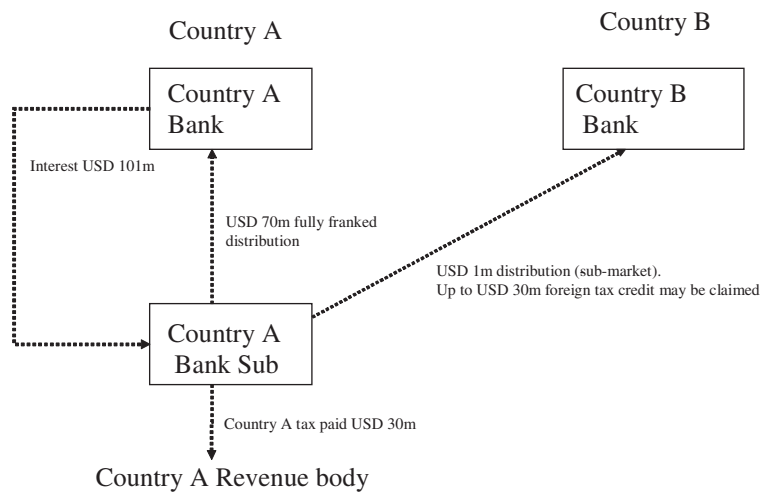 Country A
Country B
Country A
Bank
Country B
Bank
Interest USD 101m
USD 70m fully franked
distribution
USD 1m distribution (sub-market).
Up to USD 30m foreign tax credit may be claimed
Country A
Bank Sub
Country A tax paid USD 30m
Country A Revenue body